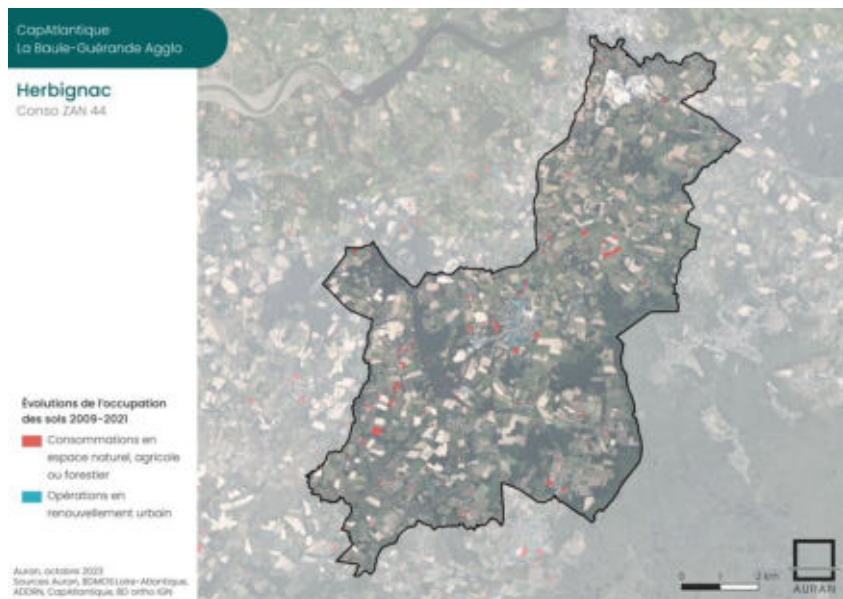 CapAtlantique
La Baule-Guérande Agglo
Herbignac
Conso ZAN 44
Évolutions de l'occupation
des sols 2009-2021
Consommations en
espace naturel, agricole
ou forestier
Opérations en
renouvellement urbain
Auran, octobre 2023
Sources Auran, BDMOS Loire-Atlantique,
ADDRN, CapAtlantique, BD ortho IGN
0 1 2 km
AURAN